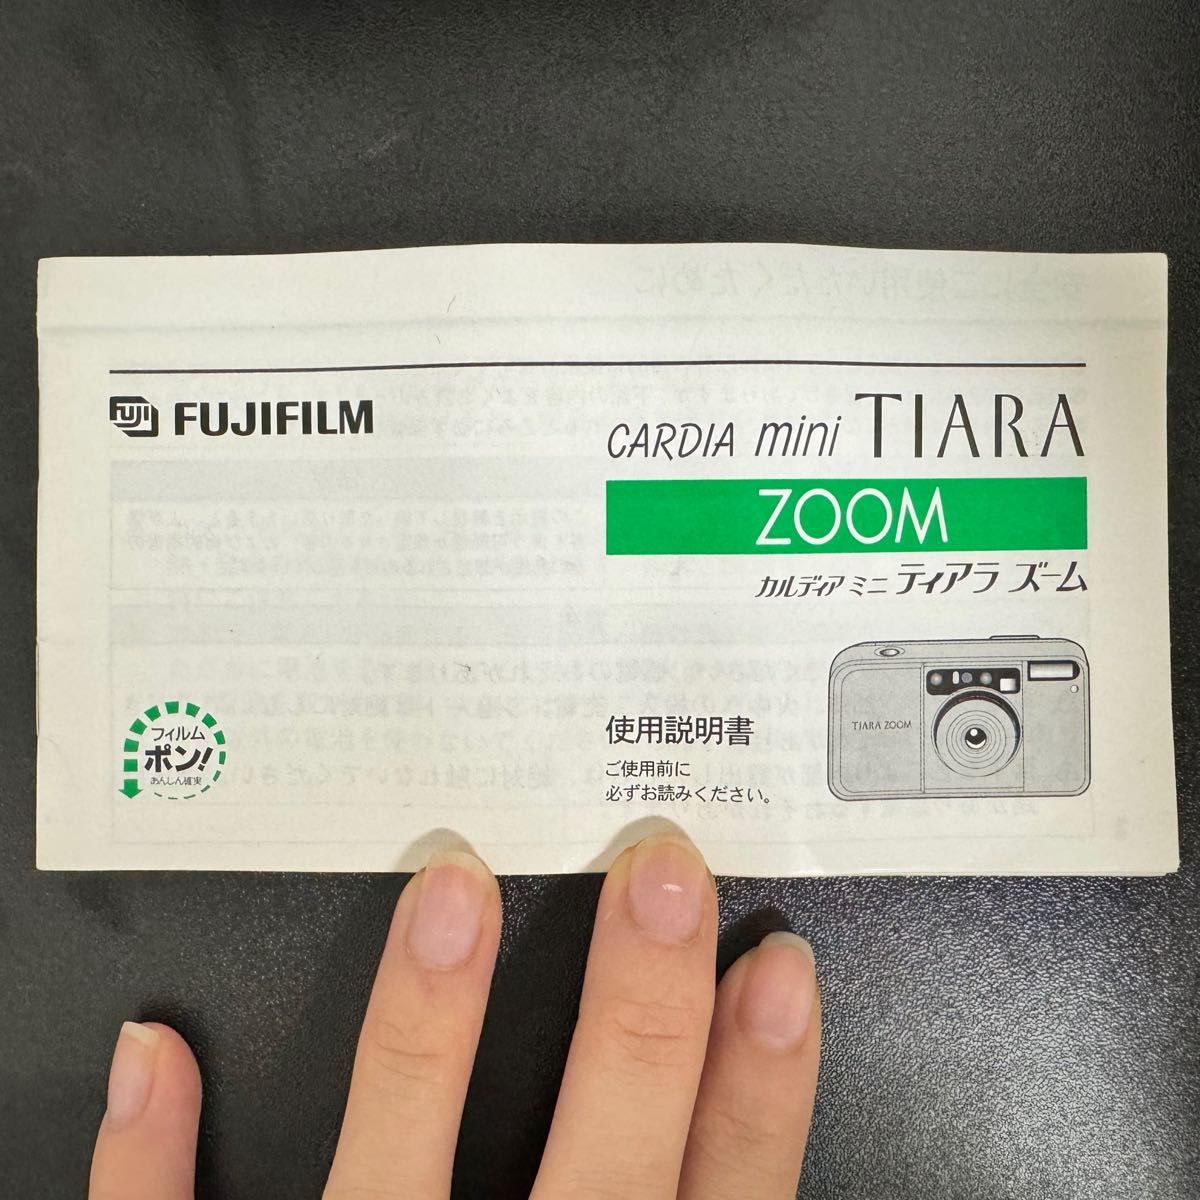 FUJI FUJIFILM
CARDIA mini TIARA
ZOOM
カルディア ミニ ティアラ ズーム
TIARA ZOOM
使用説明書
ご使用前に
必ずお読みください。
フィルム
ポン!
あんしん確実